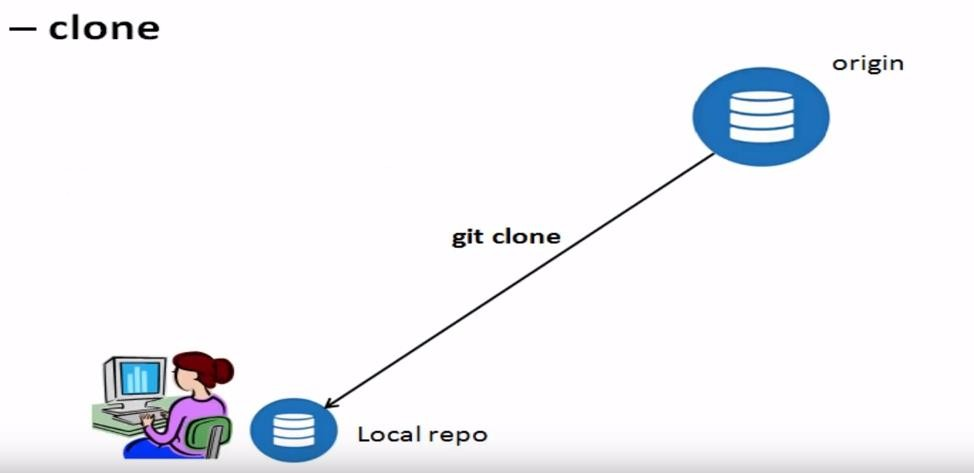 — clone
origin
git clone
Local repo